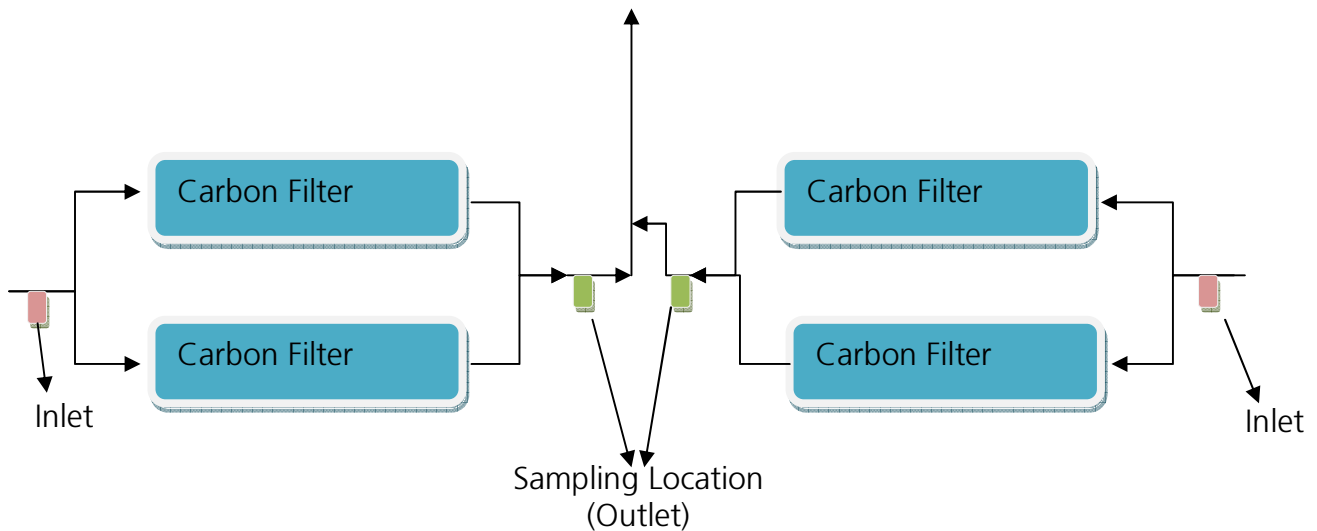 Carbon Filter
Carbon Filter
Carbon Filter
Carbon Filter
Inlet
Inlet
Sampling Location
(Outlet)